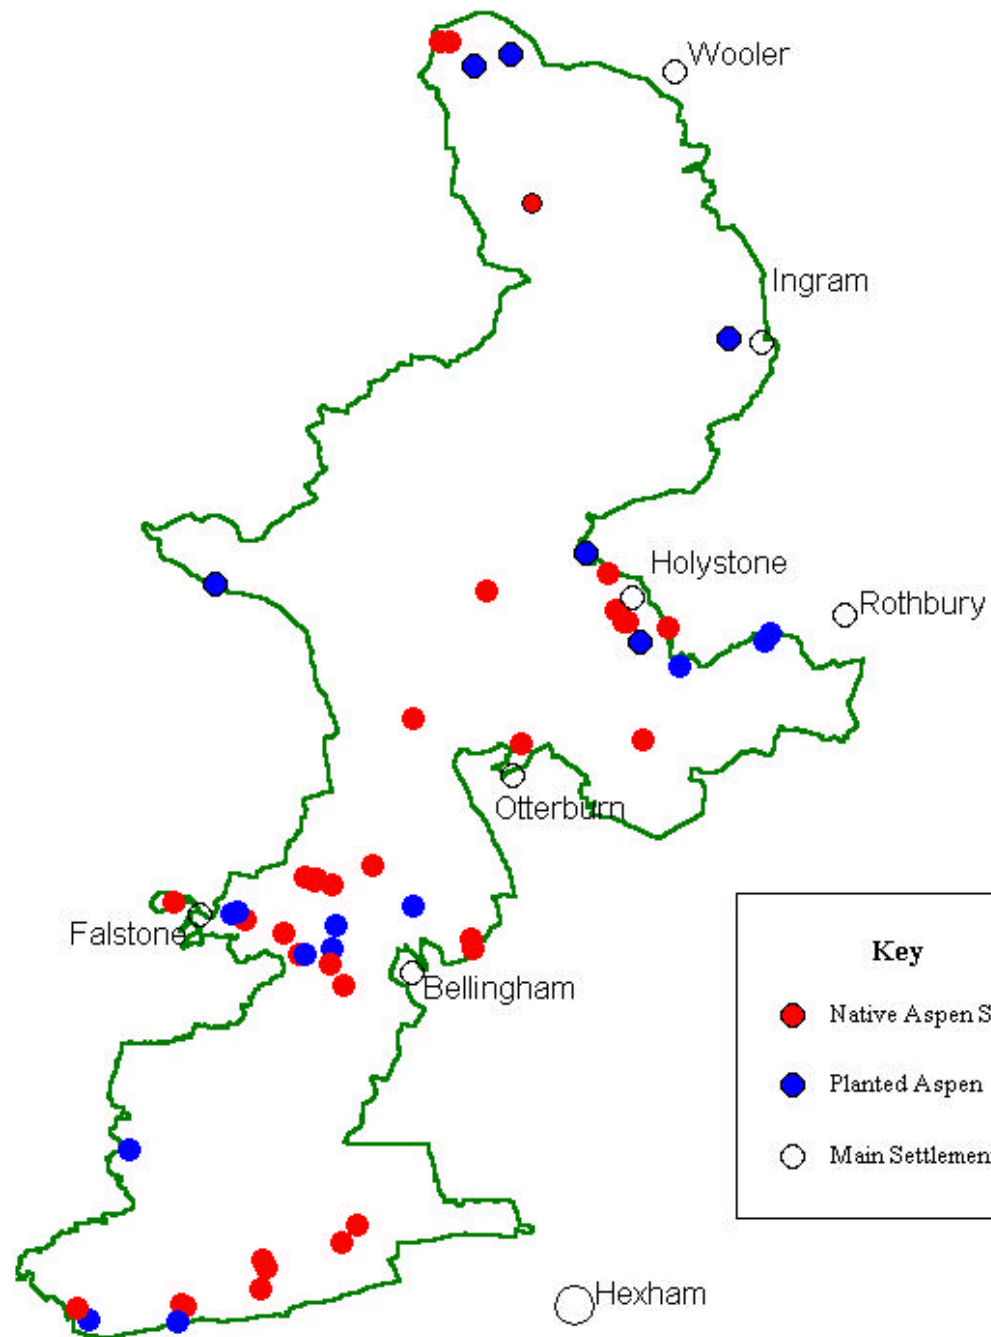 Wooler
Ingram
Holystone
Rothbury
Otterburn
Falstone
Bellingham
Key
Native Aspen S
Planted Aspen
Main Settlemen
Hexham